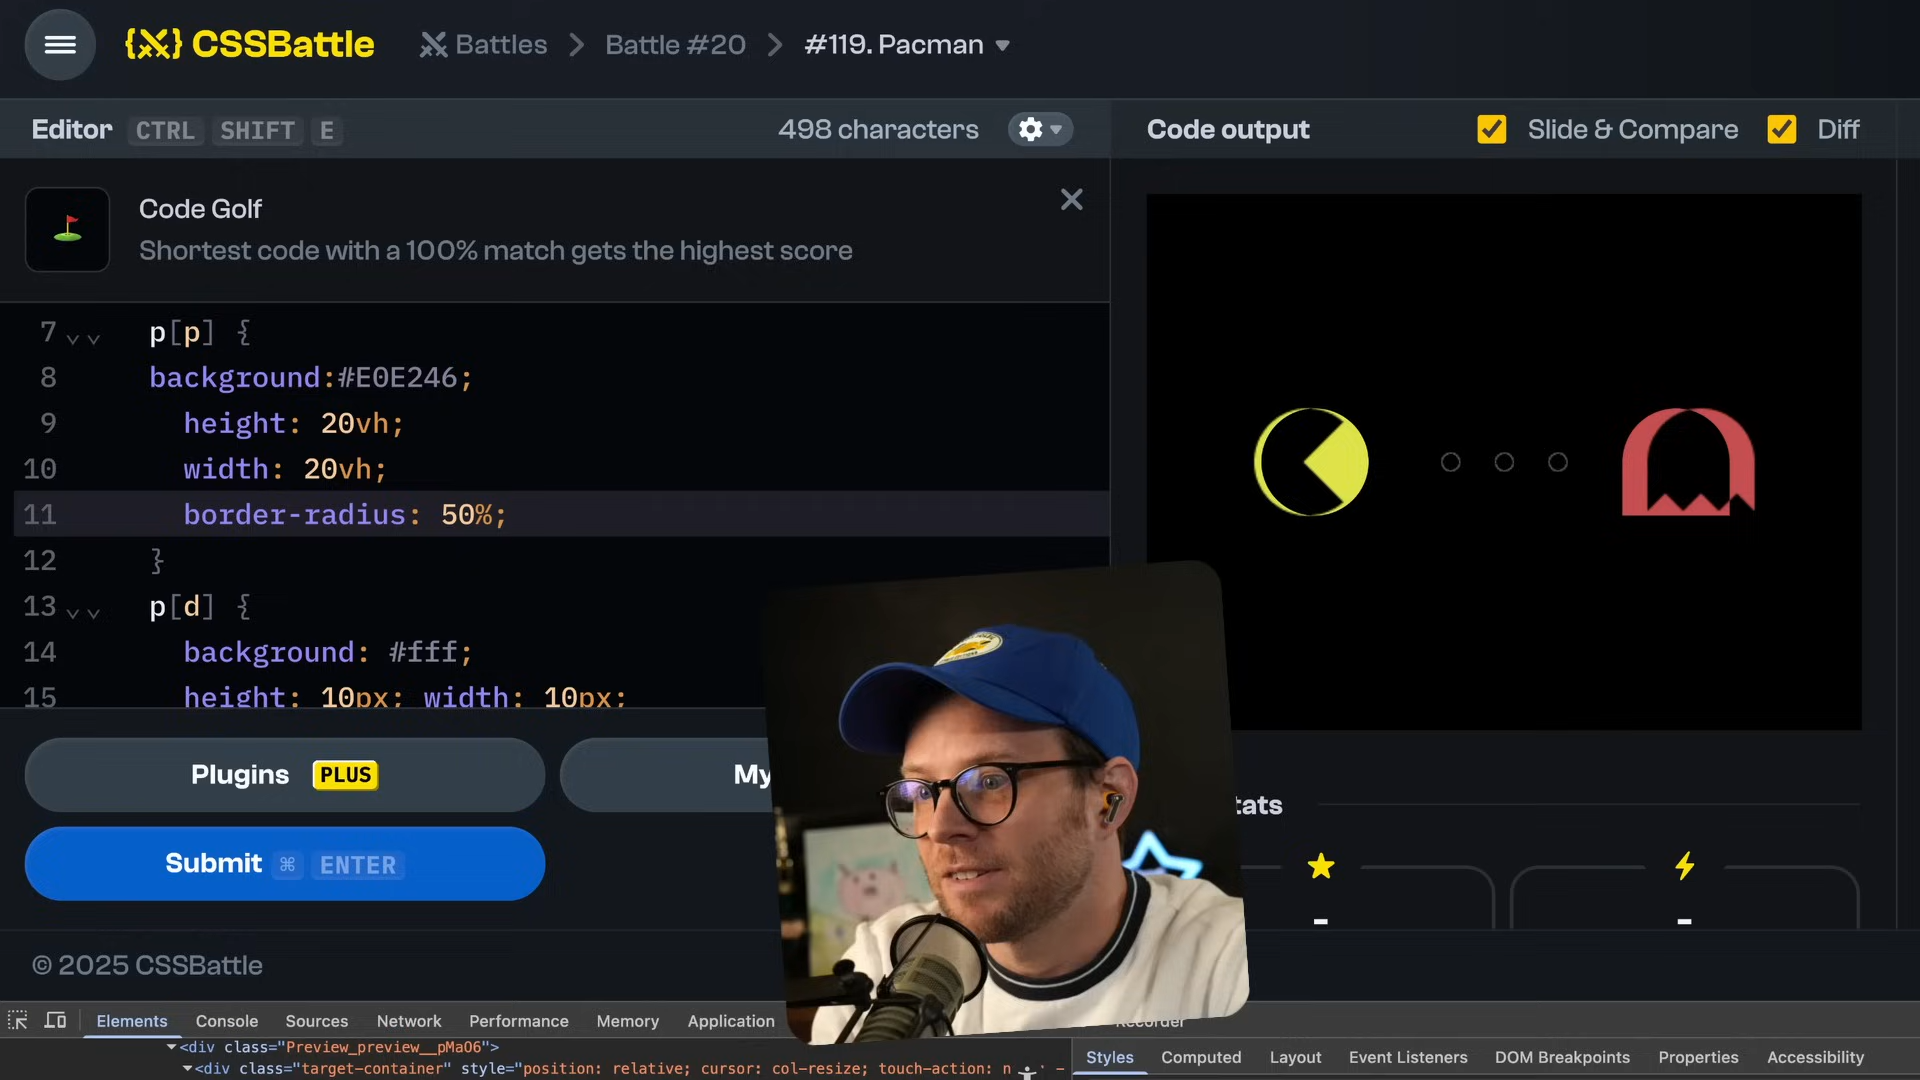 {X} CSSBattle
Battles > Battle #20 > #119. Pacman
Editor CTRL SHIFT E
498 characters
Code output
Slide & Compare
Diff
Code Golf
Shortest code with a 100% match gets the highest score
7 p[p] {
8 background:#E0E246;
9 height: 20vh;
10 width: 20vh;
11 border-radius: 50%;
12 }
13 p[d] {
14 background: #fff;
15 height: 10px; width: 10px;
Plugins PLUS
My
Submit ⌘ ENTER
tats
-
-
© 2025 CSSBattle
Elements Console Sources Network Performance Memory Application Recorder
<div class="Preview_preview__pMaO6">
<div class="target-container" style="position: relative; cursor: col-resize; touch-action: n
Styles Computed Layout Event Listeners DOM Breakpoints Properties Accessibility